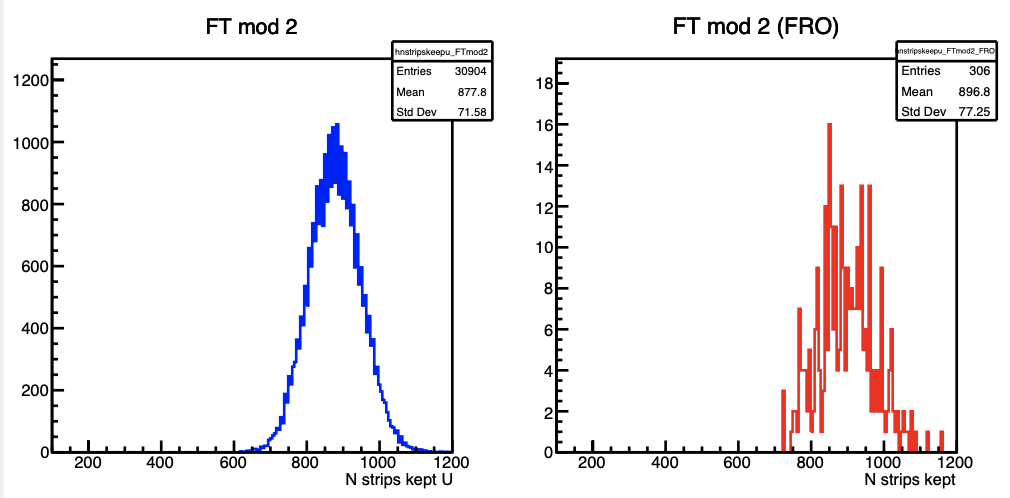 FT mod 2
hnstripskeepu_FTmod2
Entries 30904
Mean 877.8
Std Dev 71.58
1200
1000
800
600
400
200
0
200 400 600 800 1000 1200
N strips kept U
FT mod 2 (FRO)
nstripskeepu_FTmod2_FRO
Entries 306
Mean 896.8
Std Dev 77.25
18
16
14
12
10
8
6
4
2
0
200 400 600 800 1000 1200
N strips kept